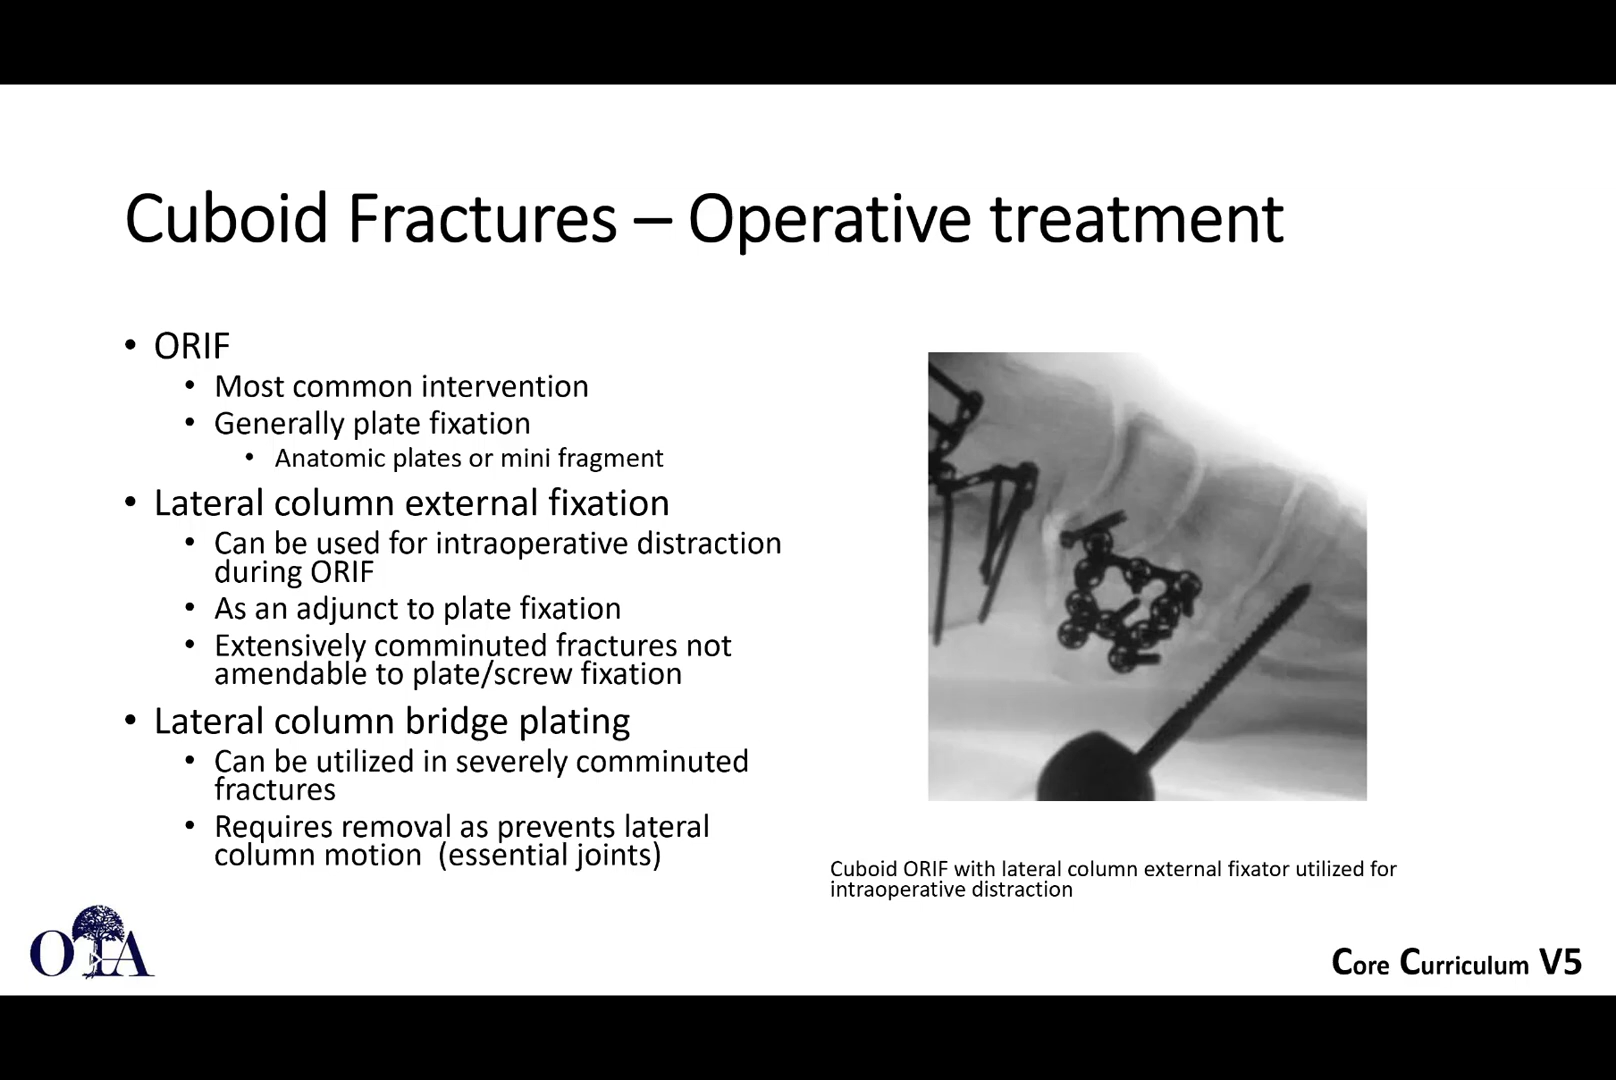 Cuboid Fractures – Operative treatment
• ORIF
• Most common intervention
• Generally plate fixation
• Anatomic plates or mini fragment
• Lateral column external fixation
• Can be used for intraoperative distraction
during ORIF
• As an adjunct to plate fixation
• Extensively comminuted fractures not
amendable to plate/screw fixation
• Lateral column bridge plating
• Can be utilized in severely comminuted
fractures
• Requires removal as prevents lateral
column motion (essential joints)
Cuboid ORIF with lateral column external fixator utilized for
intraoperative distraction
OTA
Core Curriculum V5